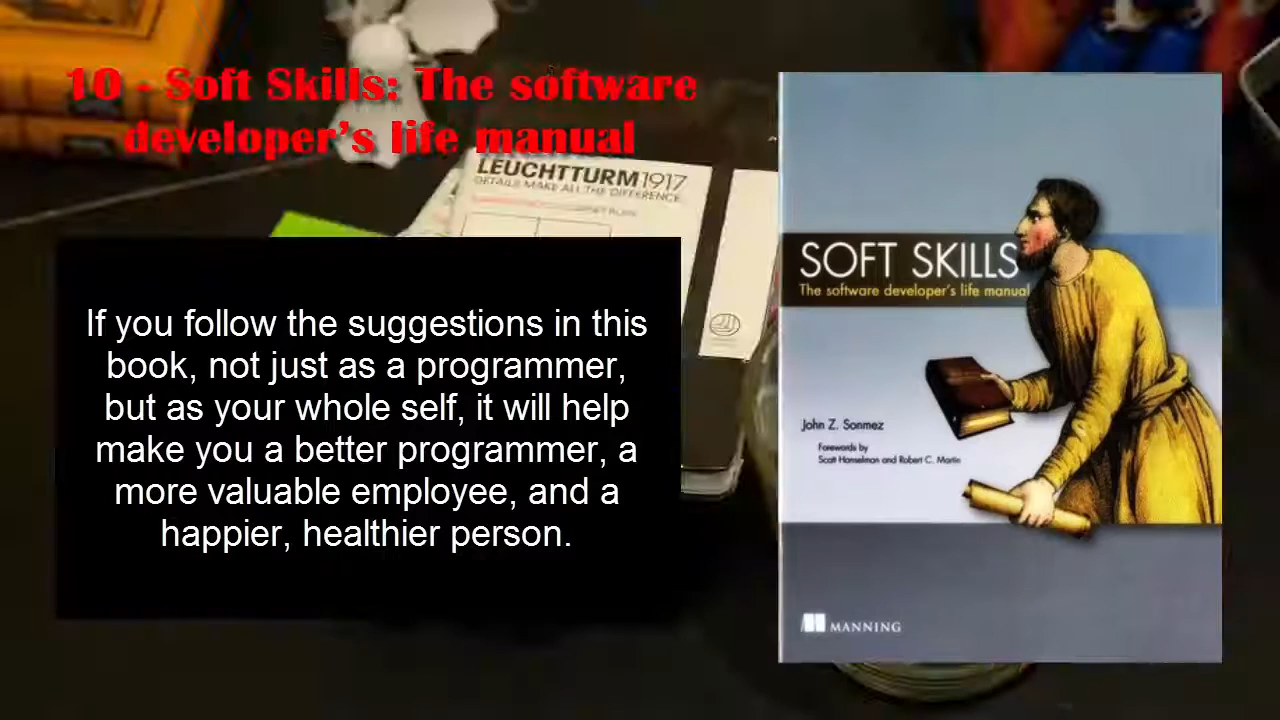 10 - Soft Skills: The software
developer's life manual
LEUCHTTURM1917
DETAILS MAKE ALL THE DIFFERENCE.
If you follow the suggestions in this
book, not just as a programmer,
but as your whole self, it will help
make you a better programmer, a
more valuable employee, and a
happier, healthier person.
SOFT SKILLS
The software developer's life manual
John Z. Sonmez
Forewords by
Scott Hanselman and Robert C. Martin
MANNING